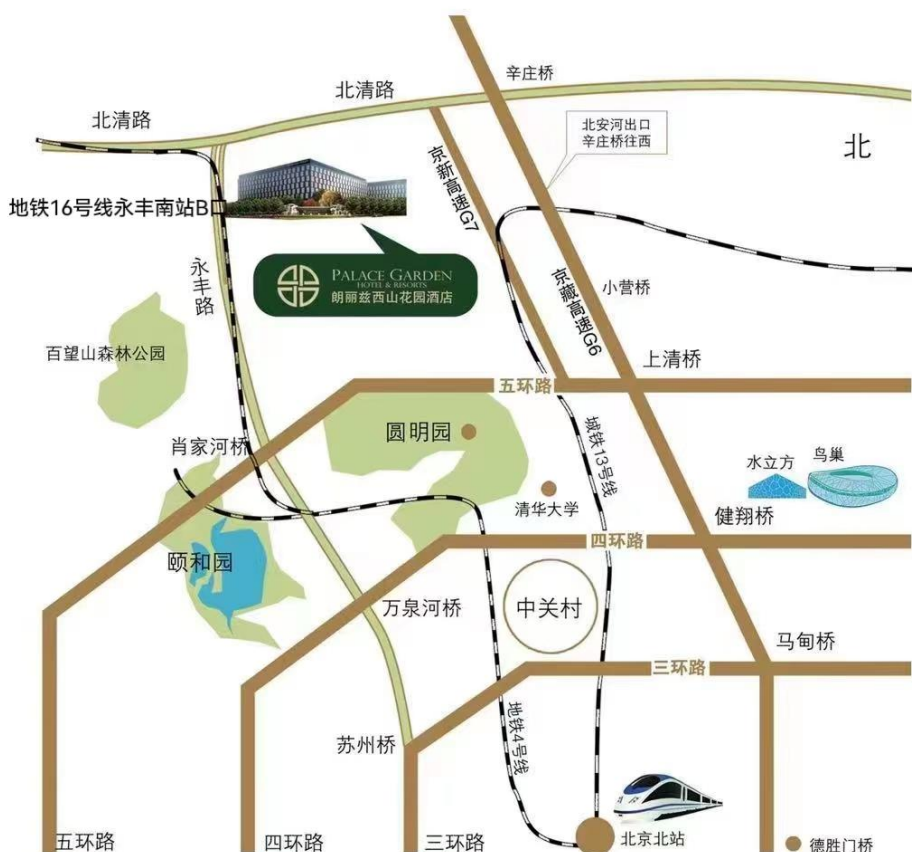 辛庄桥
北清路
北清路
北安河出口
辛庄桥往西
北
京新高速G7
地铁16号线永丰南站B口
永丰路
PALACE GARDEN
HOTEL & RESORTS
朗丽兹西山花园酒店
京藏高速G6
小营桥
百望山森林公园
上清桥
五环路
圆明园
城铁13号线
肖家河桥
水立方
鸟巢
清华大学
健翔桥
四环路
颐和园
万泉河桥
中关村
马甸桥
三环路
地铁4号线
苏州桥
五环路
四环路
三环路
北京北站
德胜门桥